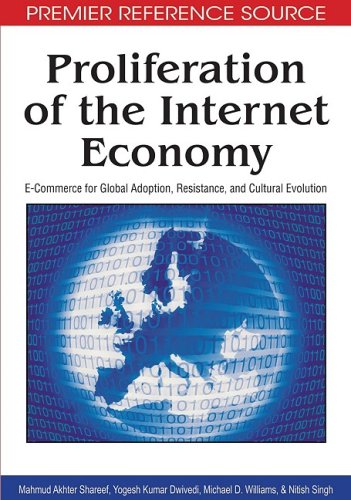 PREMIER REFERENCE SOURCE
Proliferation
of the Internet
Economy
E-Commerce for Global Adoption, Resistance, and Cultural Evolution
Mahmud Akhter Shareef, Yogesh Kumar Dwivedi, Michael D. Williams, & Nitish Singh